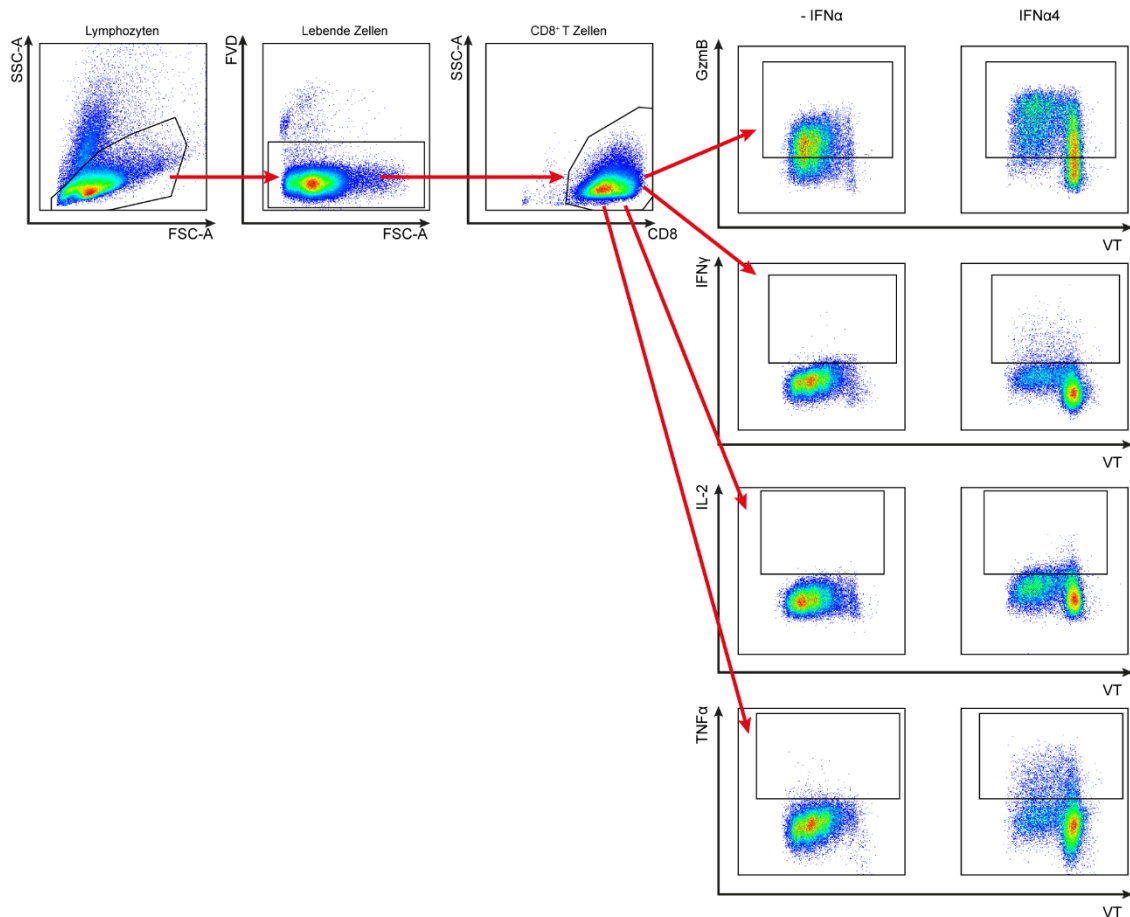 - IFNα
IFNα4
Lymphozyten
Lebende Zellen
CD8⁺ T Zellen
SSC-A
FVD
SSC-A
GzmB
FSC-A
FSC-A
CD8
VT
IFNγ
VT
IL-2
VT
TNFα
VT